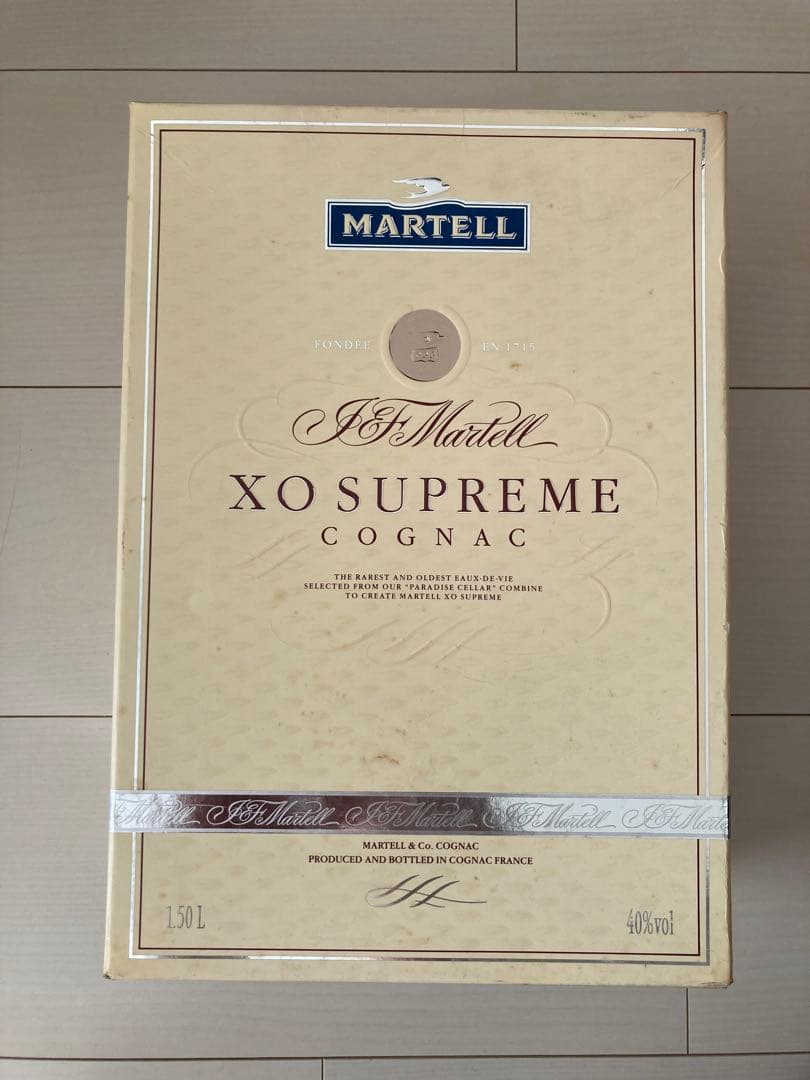 MARTELL
FONDÉE EN 1715
J&F Martell
XO SUPREME
COGNAC
THE RAREST AND OLDEST EAUX-DE-VIE
SELECTED FROM OUR "PARADISE CELLAR" COMBINE
TO CREATE MARTELL XO SUPREME
J&F Martell J&F Martell J&F Martell J&F Martell J&F Marte
MARTELL & Co. COGNAC
PRODUCED AND BOTTLED IN COGNAC FRANCE
1.50 L 40%vol